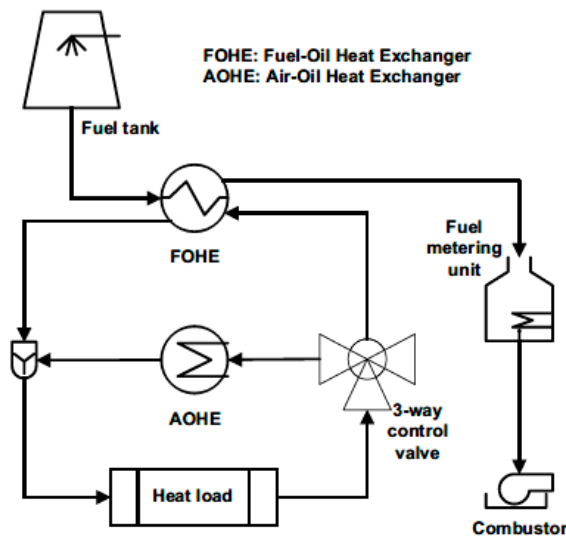 FOHE: Fuel-Oil Heat Exchanger
AOHE: Air-Oil Heat Exchanger
Fuel tank
FOHE
Fuel
metering
unit
AOHE
3-way
control
valve
Heat load
Combustor